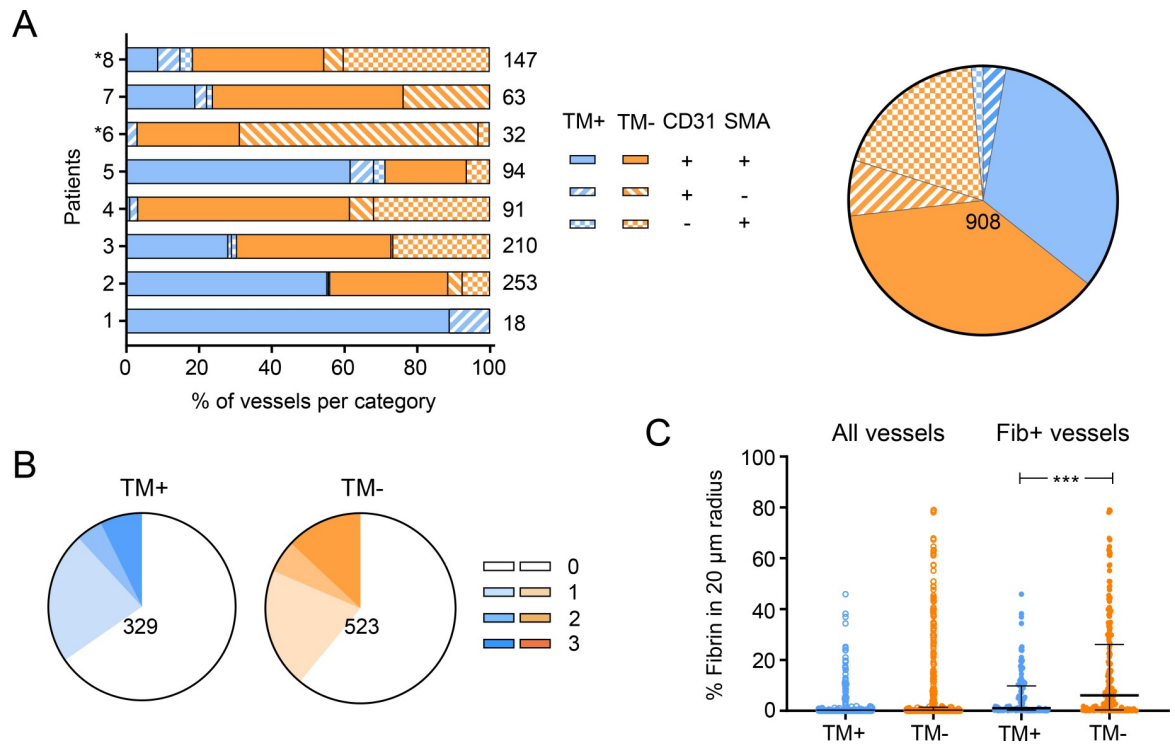 A
Patients
*8
147
7
63
*6
32
5
94
4
91
3
210
2
253
1
18
0 20 40 60 80 100
% of vessels per category
TM+ TM- CD31 SMA
+ +
+ -
- +
908
B
TM+
TM-
329
523
0
1
2
3
C
All vessels Fib+ vessels
% Fibrin in 20 µm radius
100
80
60
40
20
0
***
TM+ TM- TM+ TM-